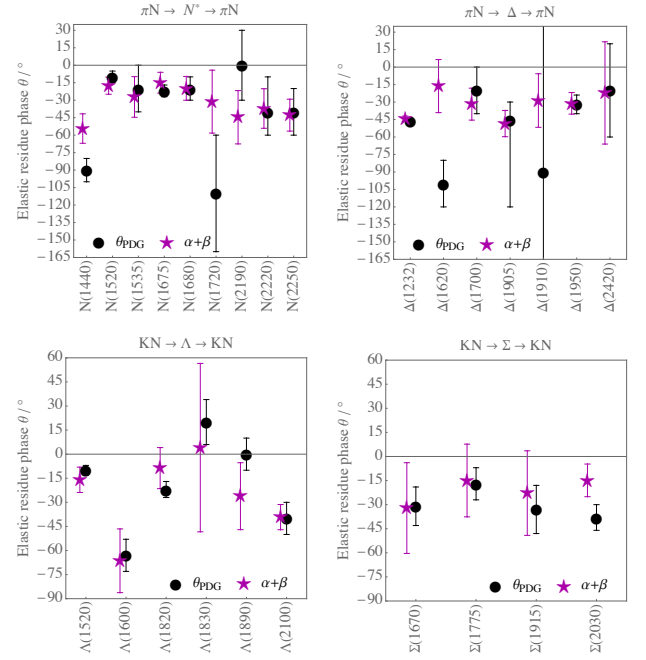 πN → N* → πN
Elastic residue phase θ / °
30
15
0
-15
-30
-45
-60
-75
-90
-105
-120
-135
-150
-165
θPDG
α+β
N(1440)
N(1520)
N(1535)
N(1675)
N(1680)
N(1720)
N(2190)
N(2220)
N(2250)
πN → Δ → πN
Elastic residue phase θ / °
30
15
0
-15
-30
-45
-60
-75
-90
-105
-120
-135
-150
-165
θPDG
α+β
Δ(1232)
Δ(1620)
Δ(1700)
Δ(1905)
Δ(1910)
Δ(1950)
Δ(2420)
KN → Λ → KN
Elastic residue phase θ / °
60
45
30
15
0
-15
-30
-45
-60
-75
-90
θPDG
α+β
Λ(1520)
Λ(1600)
Λ(1820)
Λ(1830)
Λ(1890)
Λ(2100)
KN → Σ → KN
Elastic residue phase θ / °
60
45
30
15
0
-15
-30
-45
-60
-75
-90
θPDG
α+β
Σ(1670)
Σ(1775)
Σ(1915)
Σ(2030)